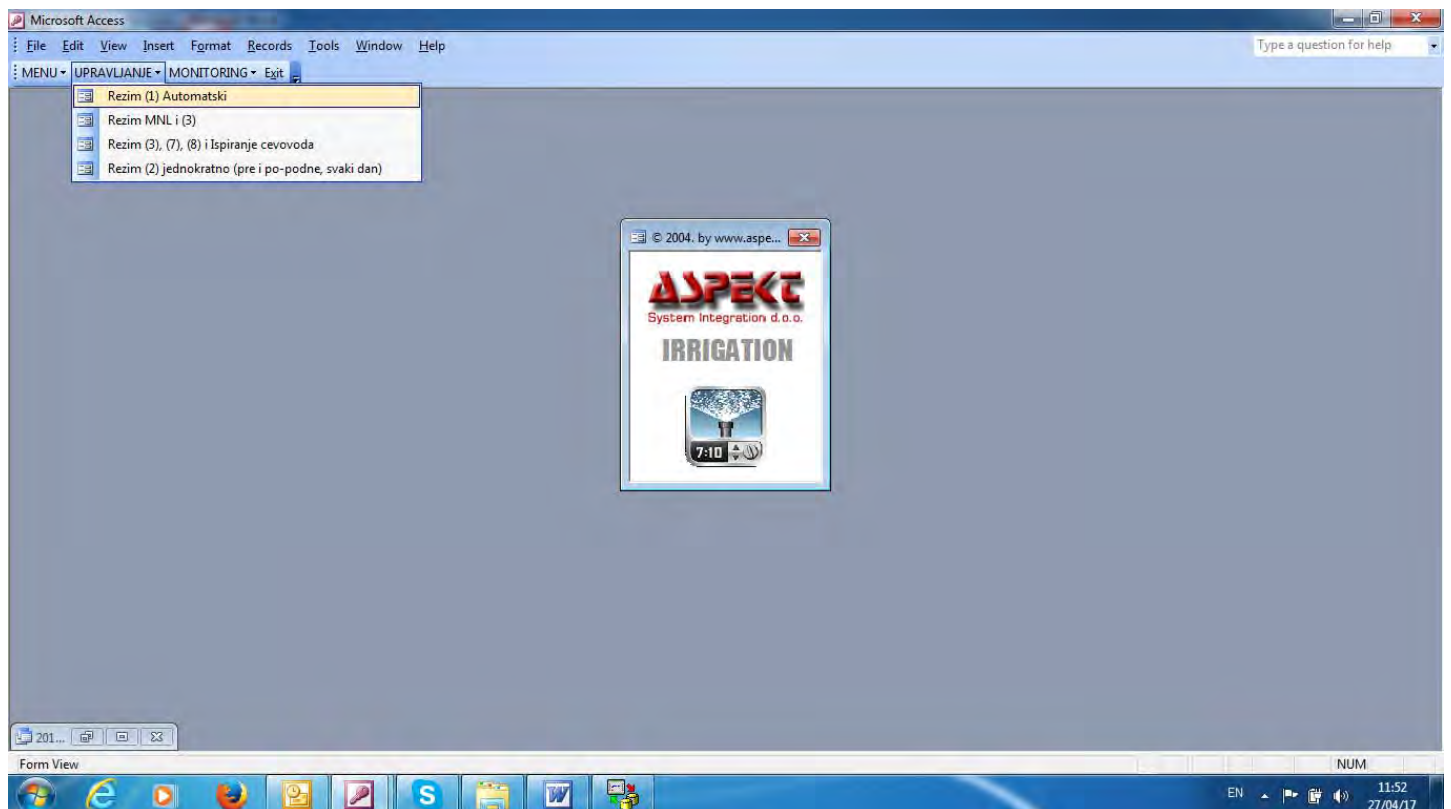 Microsoft Access
File Edit View Insert Format Records Tools Window Help
Type a question for help
MENU UPRAVLJANJE MONITORING Exit
Rezim (1) Automatski
Rezim MNL i (3)
Rezim (3), (7), (8) i Ispiranje cevovoda
Rezim (2) jednokratno (pre i po-podne, svaki dan)
© 2004. by www.aspe...
ASPEKT
System Integration d.o.o.
IRRIGATION
7:10
201...
Form View
NUM
EN
11:52
27/04/17